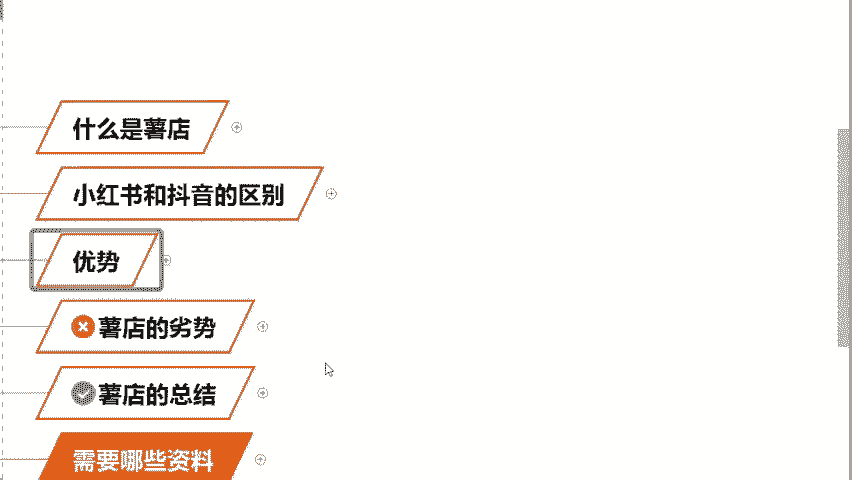 什么是薯店
小红书和抖音的区别
优势
薯店的劣势
薯店的总结
需要哪些资料